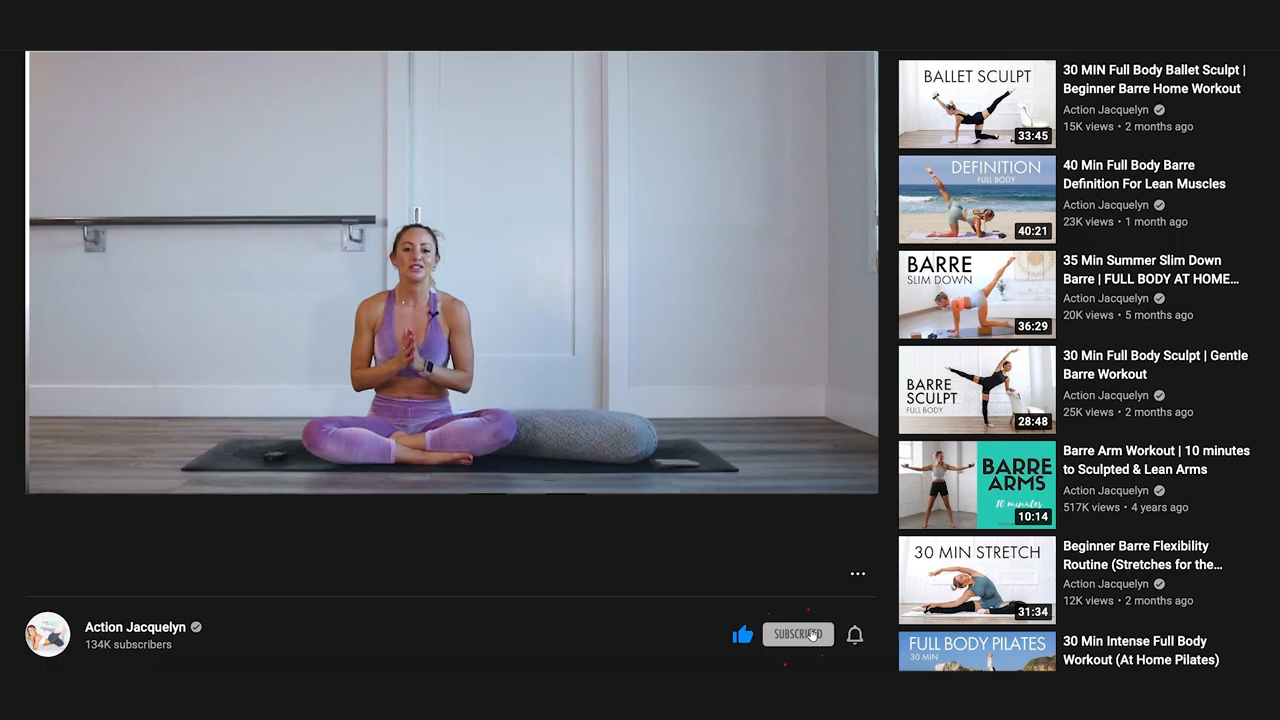 BALLET SCULPT
33:45
30 MIN Full Body Ballet Sculpt |
Beginner Barre Home Workout
Action Jacquelyn
15K views • 2 months ago
DEFINITION
FULL BODY
40:21
40 Min Full Body Barre
Definition For Lean Muscles
Action Jacquelyn
23K views • 1 month ago
BARRE
SLIM DOWN
36:29
35 Min Summer Slim Down
Barre | FULL BODY AT HOME...
Action Jacquelyn
20K views • 5 months ago
BARRE
SCULPT
FULL BODY
28:48
30 Min Full Body Sculpt | Gentle
Barre Workout
Action Jacquelyn
25K views • 2 months ago
BARRE
ARMS
10 minutes
10:14
Barre Arm Workout | 10 minutes
to Sculpted & Lean Arms
Action Jacquelyn
517K views • 4 years ago
30 MIN STRETCH
31:34
Beginner Barre Flexibility
Routine (Stretches for the...
Action Jacquelyn
12K views • 2 months ago
FULL BODY PILATES
30 MIN
30 Min Intense Full Body
Workout (At Home Pilates)
Action Jacquelyn
134K subscribers
SUBSCRIBED